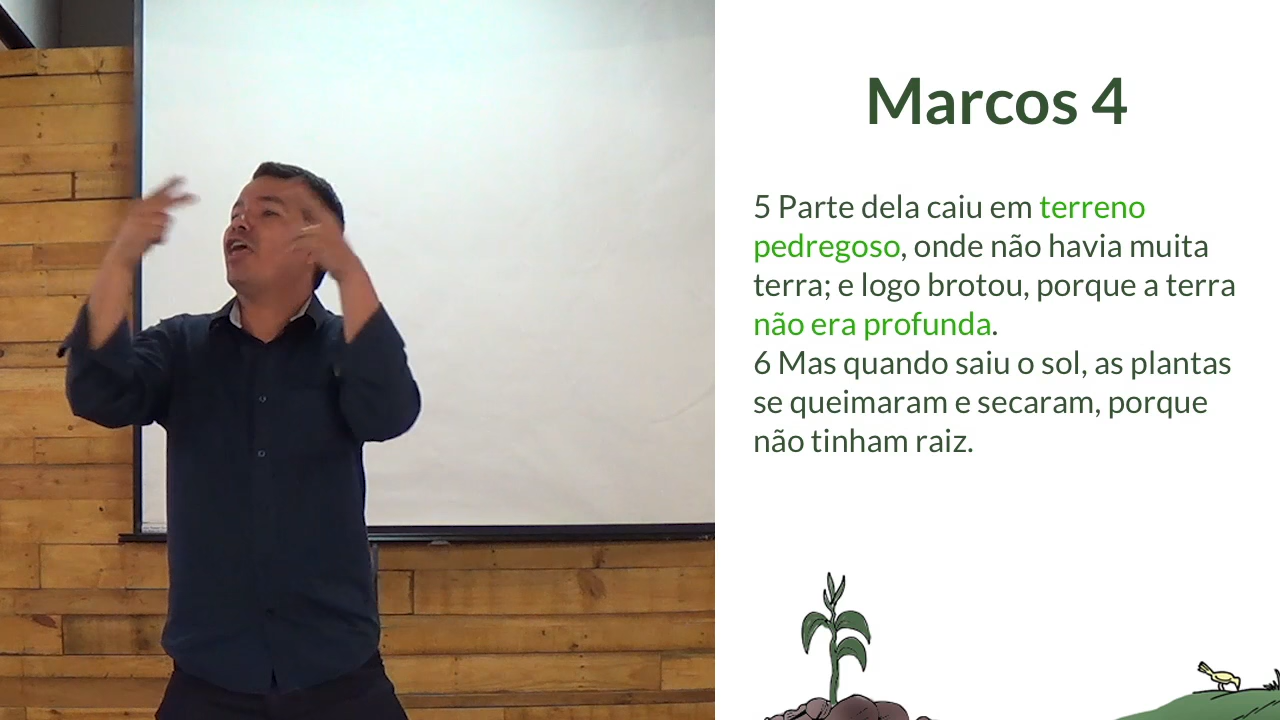 Marcos 4
5 Parte dela caiu em terreno
pedregoso, onde não havia muita
terra; e logo brotou, porque a terra
não era profunda.
6 Mas quando saiu o sol, as plantas
se queimaram e secaram, porque
não tinham raiz.